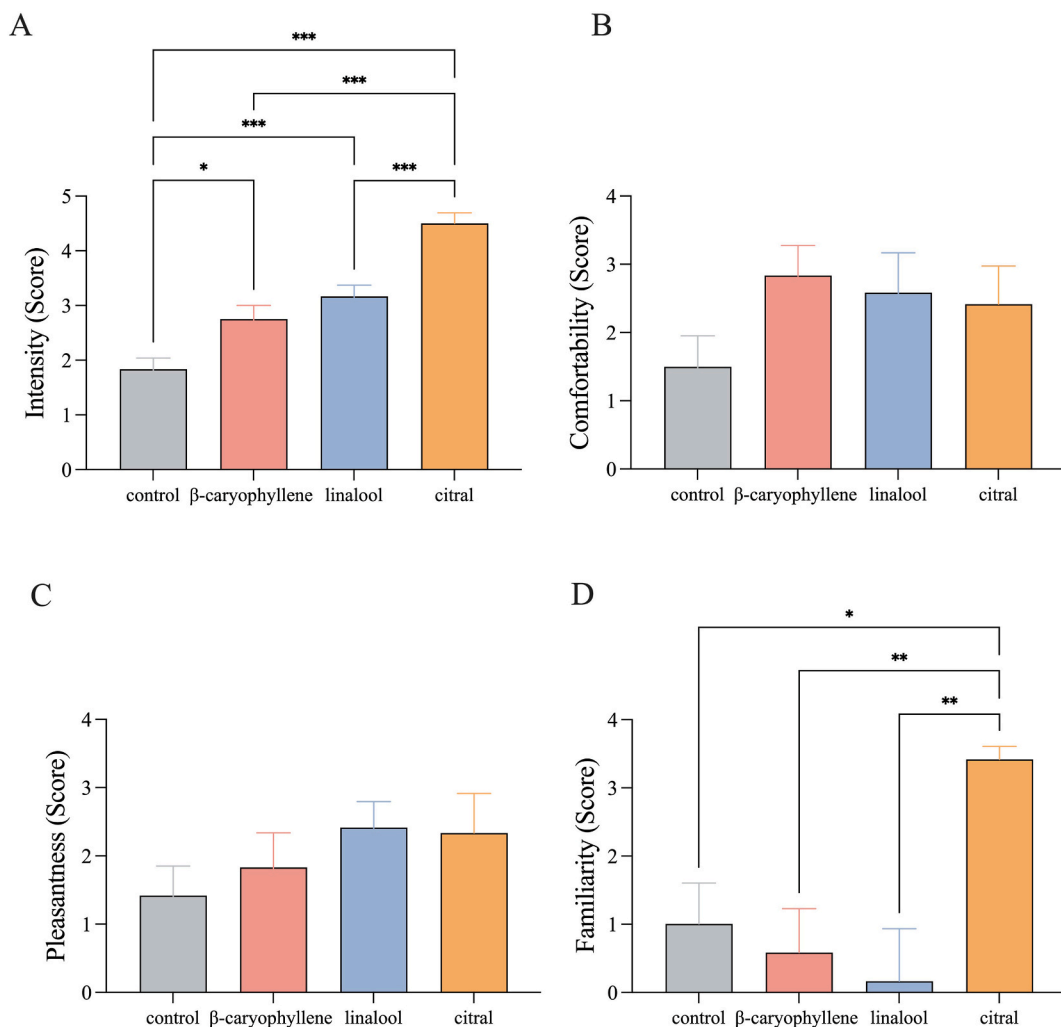 A
***
***
***
*
***
Intensity (Score)
5
4
3
2
1
0
control β-caryophyllene linalool citral
B
Comfortability (Score)
4
3
2
1
0
control β-caryophyllene linalool citral
C
Pleasantness (Score)
4
3
2
1
0
control β-caryophyllene linalool citral
D
*
**
**
Familiarity (Score)
4
3
2
1
0
control β-caryophyllene linalool citral